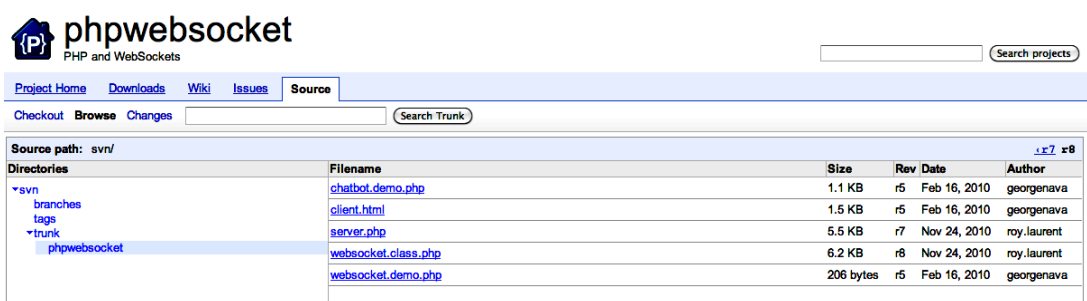 {P}
phpwebsocket
PHP and WebSockets
Search projects
Project Home Downloads Wiki Issues Source
Checkout Browse Changes Search Trunk
Source path: svn/ ‹r7 r8
Directories Filename Size Rev Date Author
svn
branches
tags
trunk
phpwebsocket
chatbot.demo.php 1.1 KB r5 Feb 16, 2010 georgenava
client.html 1.5 KB r5 Feb 16, 2010 georgenava
server.php 5.5 KB r7 Nov 24, 2010 roy.laurent
websocket.class.php 6.2 KB r8 Nov 24, 2010 roy.laurent
websocket.demo.php 206 bytes r5 Feb 16, 2010 georgenava